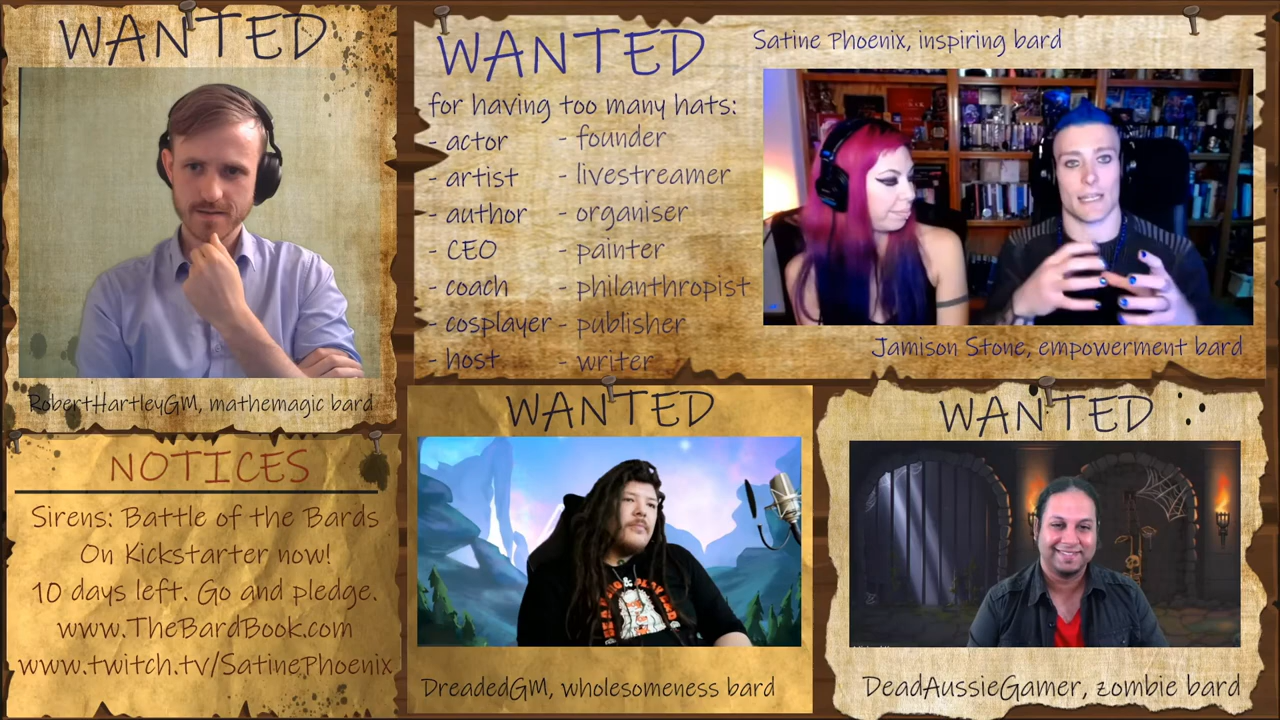 WANTED
RobertHartleyGM, mathemagic bard
NOTICES
Sirens: Battle of the Bards
On Kickstarter now!
10 days left. Go and pledge.
www.TheBardBook.com
www.twitch.tv/SatinePhoenix
WANTED
for having too many hats:
- actor
- artist
- author
- CEO
- coach
- cosplayer
- host
- founder
- livestreamer
- organiser
- painter
- philanthropist
- publisher
- writer
Satine Phoenix, inspiring bard
Jamison Stone, empowerment bard
WANTED
DreadedGM, wholesomeness bard
WANTED
DeadAussieGamer, zombie bard